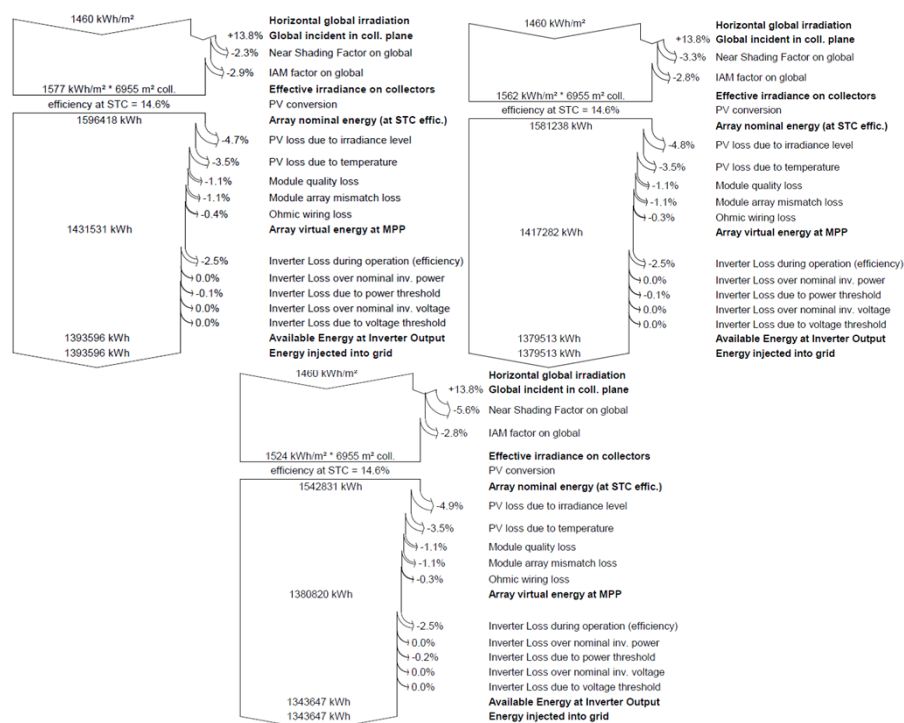 1460 kWh/m²
Horizontal global irradiation
+13.8% Global incident in coll. plane
-2.3% Near Shading Factor on global
-2.9% IAM factor on global
1577 kWh/m² * 6955 m² coll.
Effective irradiance on collectors
efficiency at STC = 14.6%
PV conversion
1596418 kWh
Array nominal energy (at STC effic.)
-4.7% PV loss due to irradiance level
-3.5% PV loss due to temperature
-1.1% Module quality loss
-1.1% Module array mismatch loss
-0.4% Ohmic wiring loss
1431531 kWh
Array virtual energy at MPP
-2.5% Inverter Loss during operation (efficiency)
0.0% Inverter Loss over nominal inv. power
-0.1% Inverter Loss due to power threshold
0.0% Inverter Loss over nominal inv. voltage
0.0% Inverter Loss due to voltage threshold
1393596 kWh
Available Energy at Inverter Output
1393596 kWh
Energy injected into grid
1460 kWh/m²
Horizontal global irradiation
+13.8% Global incident in coll. plane
-3.3% Near Shading Factor on global
-2.8% IAM factor on global
Effective irradiance on collectors
1562 kWh/m² * 6955 m² coll.
efficiency at STC = 14.6%
PV conversion
1581238 kWh
Array nominal energy (at STC effic.)
-4.8% PV loss due to irradiance level
-3.5% PV loss due to temperature
-1.1% Module quality loss
-1.1% Module array mismatch loss
-0.3% Ohmic wiring loss
1417282 kWh
Array virtual energy at MPP
-2.5% Inverter Loss during operation (efficiency)
0.0% Inverter Loss over nominal inv. power
-0.1% Inverter Loss due to power threshold
0.0% Inverter Loss over nominal inv. voltage
0.0% Inverter Loss due to voltage threshold
1379513 kWh
Available Energy at Inverter Output
1379513 kWh
Energy injected into grid
1460 kWh/m²
Horizontal global irradiation
+13.8% Global incident in coll. plane
-5.6% Near Shading Factor on global
-2.8% IAM factor on global
1524 kWh/m² * 6955 m² coll.
Effective irradiance on collectors
efficiency at STC = 14.6%
PV conversion
1542831 kWh
Array nominal energy (at STC effic.)
-4.9% PV loss due to irradiance level
-3.5% PV loss due to temperature
-1.1% Module quality loss
-1.1% Module array mismatch loss
-0.3% Ohmic wiring loss
1380820 kWh
Array virtual energy at MPP
-2.5% Inverter Loss during operation (efficiency)
0.0% Inverter Loss over nominal inv. power
-0.2% Inverter Loss due to power threshold
0.0% Inverter Loss over nominal inv. voltage
0.0% Inverter Loss due to voltage threshold
1343647 kWh
Available Energy at Inverter Output
1343647 kWh
Energy injected into grid